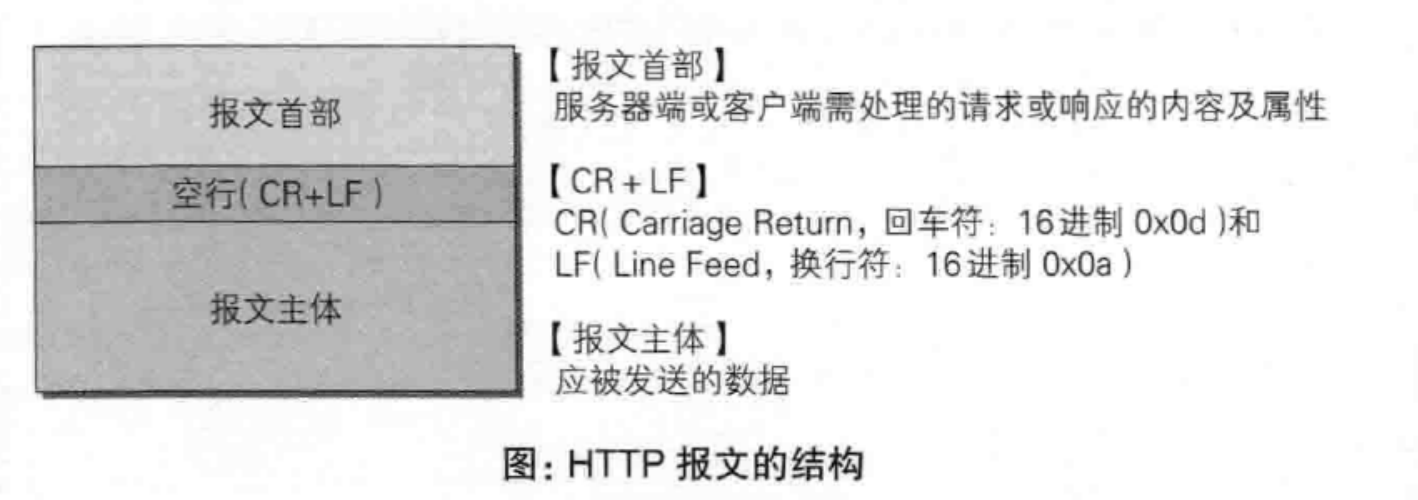 报文首部
空行( CR+LF )
报文主体
【报文首部】
服务器端或客户端需处理的请求或响应的内容及属性
【CR + LF】
CR( Carriage Return，回车符：16进制 0x0d )和
LF( Line Feed，换行符：16进制 0x0a )
【报文主体】
应被发送的数据
图：HTTP 报文的结构